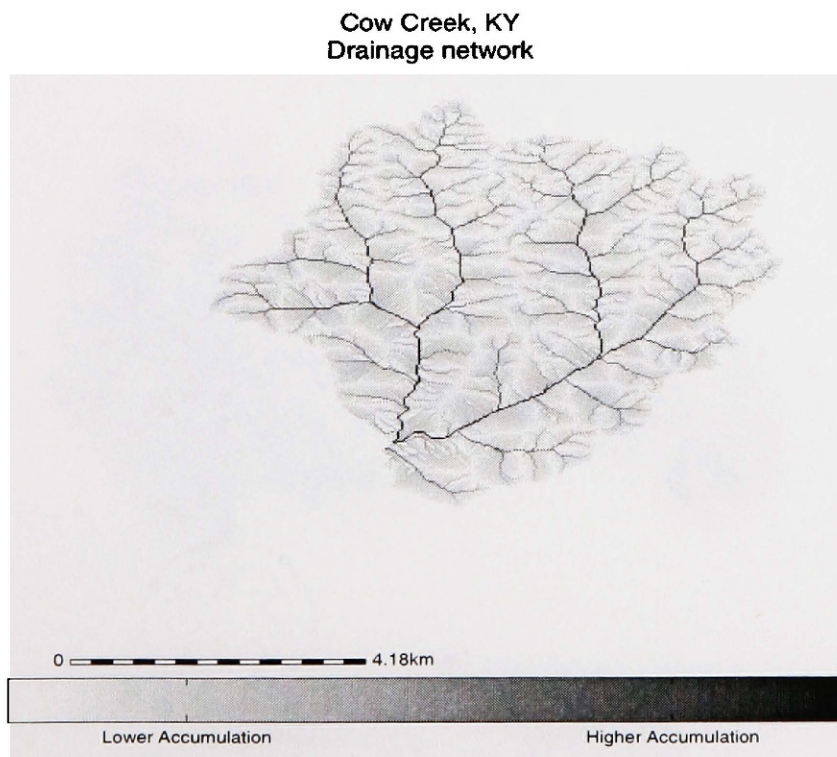 Cow Creek, KY
Drainage network
0 4.18km
Lower Accumulation Higher Accumulation